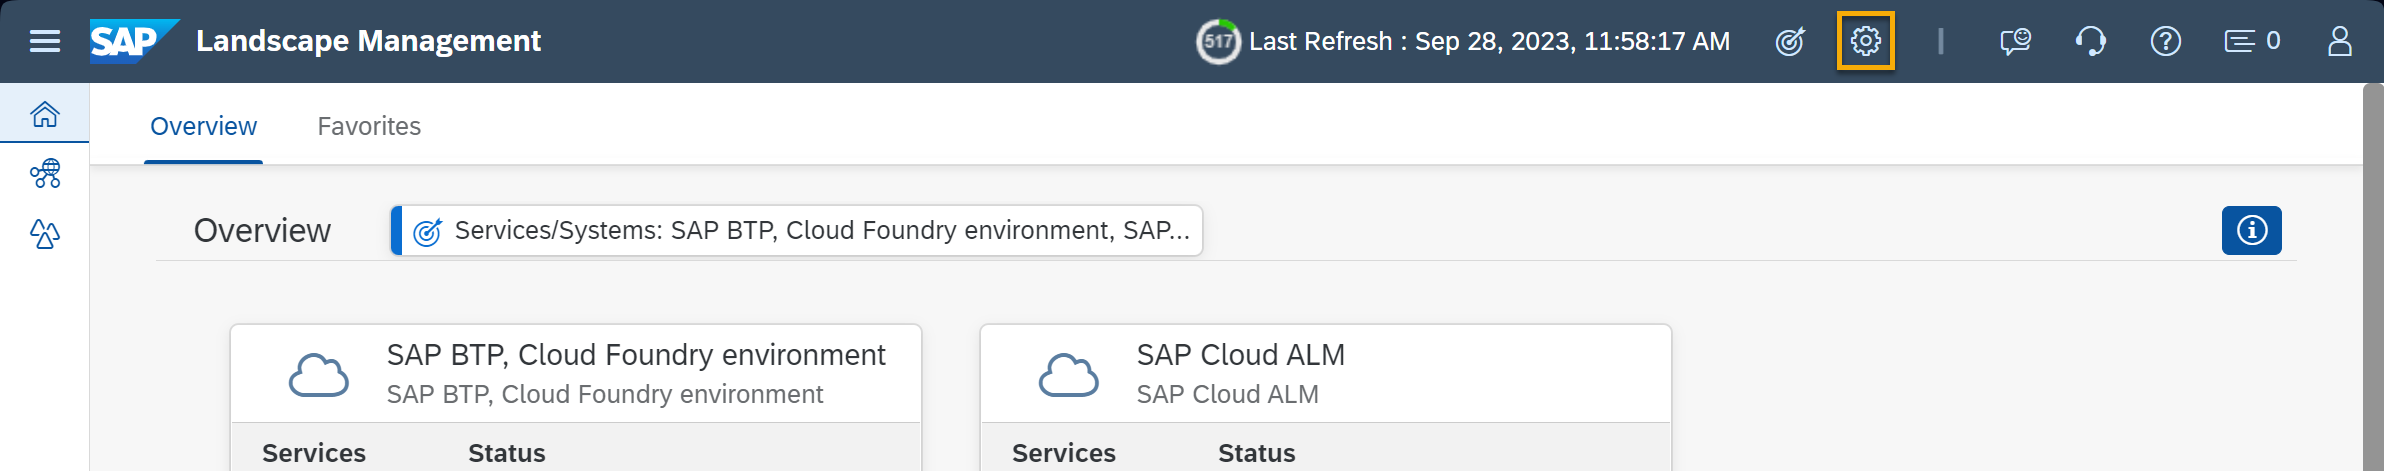 SAP Landscape Management 517 Last Refresh : Sep 28, 2023, 11:58:17 AM 0
Overview Favorites
Overview Services/Systems: SAP BTP, Cloud Foundry environment, SAP...
SAP BTP, Cloud Foundry environment
SAP BTP, Cloud Foundry environment
Services Status
SAP Cloud ALM
SAP Cloud ALM
Services Status